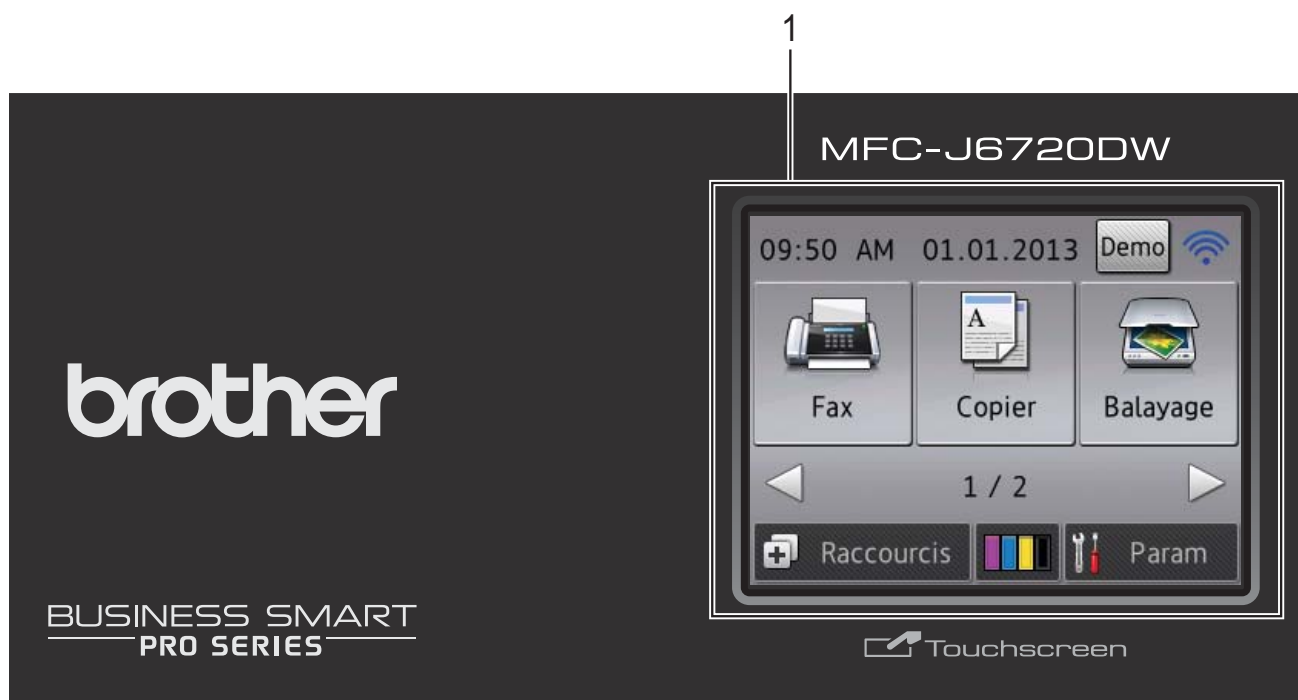 1
MFC-J6720DW
09:50 AM 01.01.2013 Demo
A
Fax Copier Balayage
brother
1 / 2
Raccourcis Param
BUSINESS SMART
PRO SERIES
Touchscreen